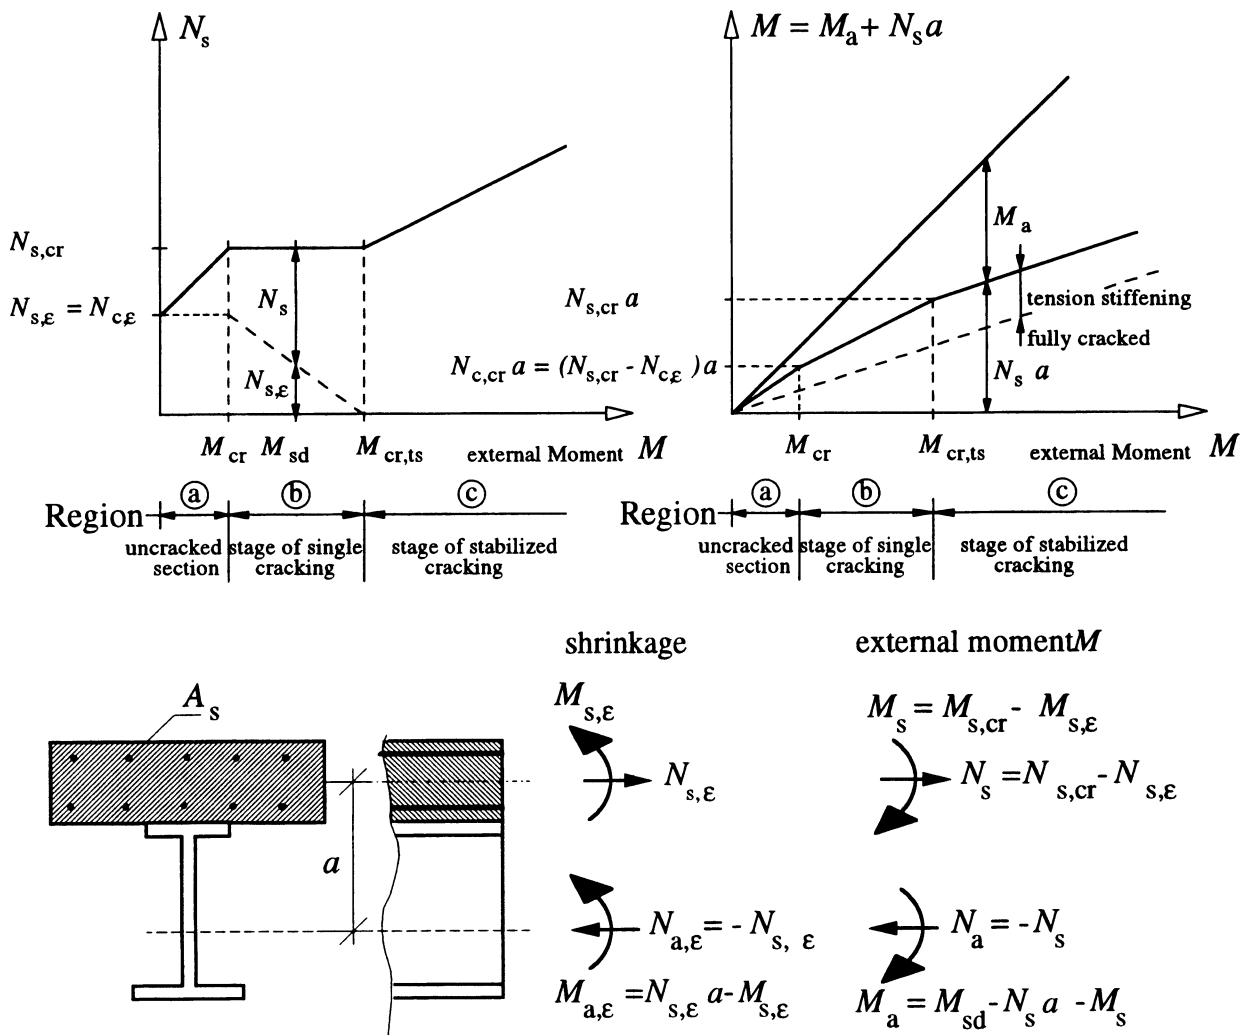 N_s
M = M_a + N_s a
N_s,cr
N_s,ε = N_c,ε
N_s
N_s,ε
M_cr
M_sd
M_cr,ts
external Moment M
Region
ⓐ
ⓑ
ⓒ
uncracked
section
stage of single
cracking
stage of stabilized
cracking
N_s,cr a
N_c,cr a = (N_s,cr - N_c,ε) a
M_a
tension stiffening
fully cracked
N_s a
M_cr
M_cr,ts
external Moment M
Region
ⓐ
ⓑ
ⓒ
uncracked
section
stage of single
cracking
stage of stabilized
cracking
shrinkage
external moment M
A_s
a
M_s,ε
N_s,ε
N_a,ε = - N_s, ε
M_a,ε = N_s,ε a - M_s,ε
M_s = M_s,cr - M_s,ε
N_s = N_s,cr - N_s,ε
N_a = - N_s
M_a = M_sd - N_s a - M_s